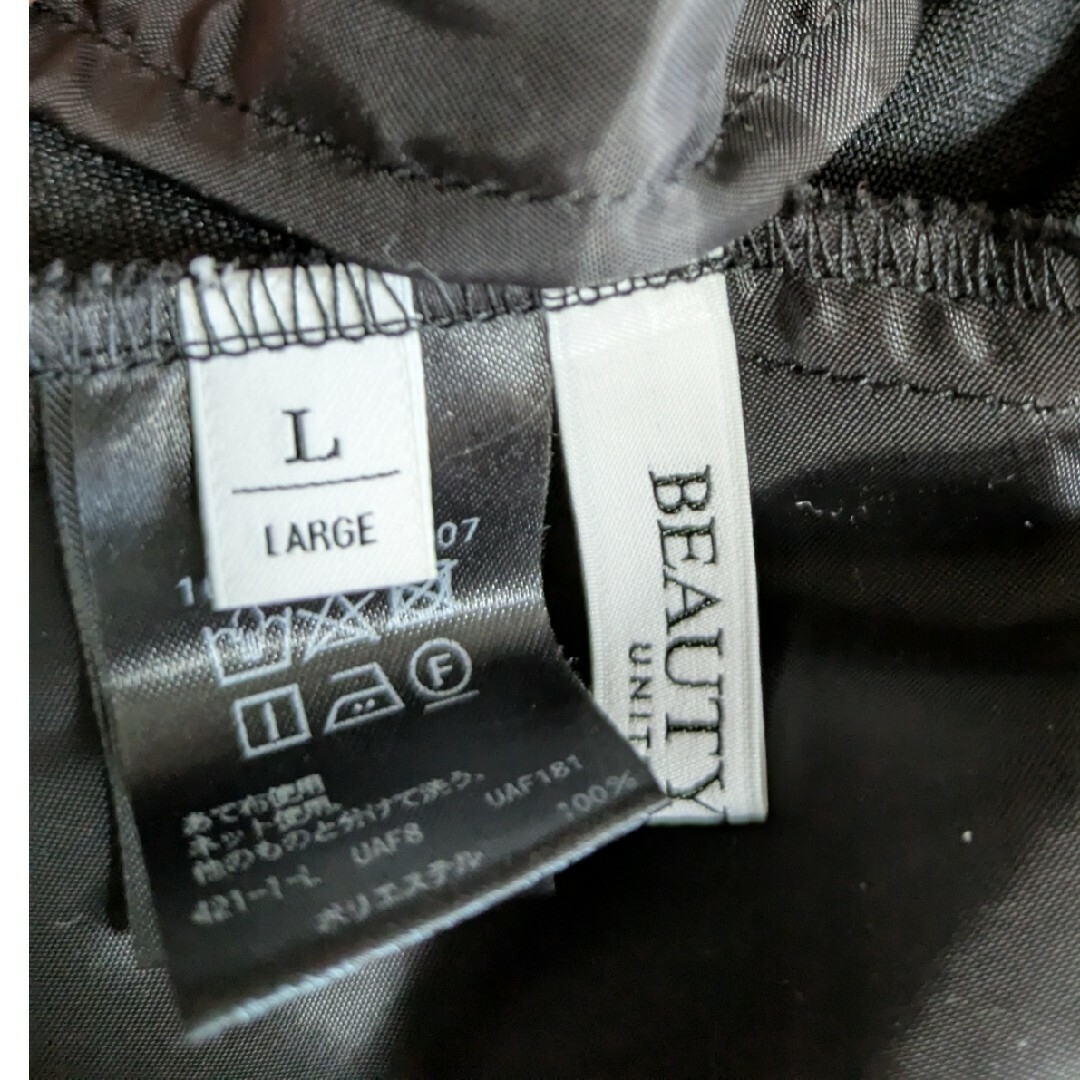 L
LARGE
07
あて布使用
ネット使用。
他のものと分けて洗う。
421-1-L UAF8 UAF181
ポリエステル 100%
BEAUTY
UNIT